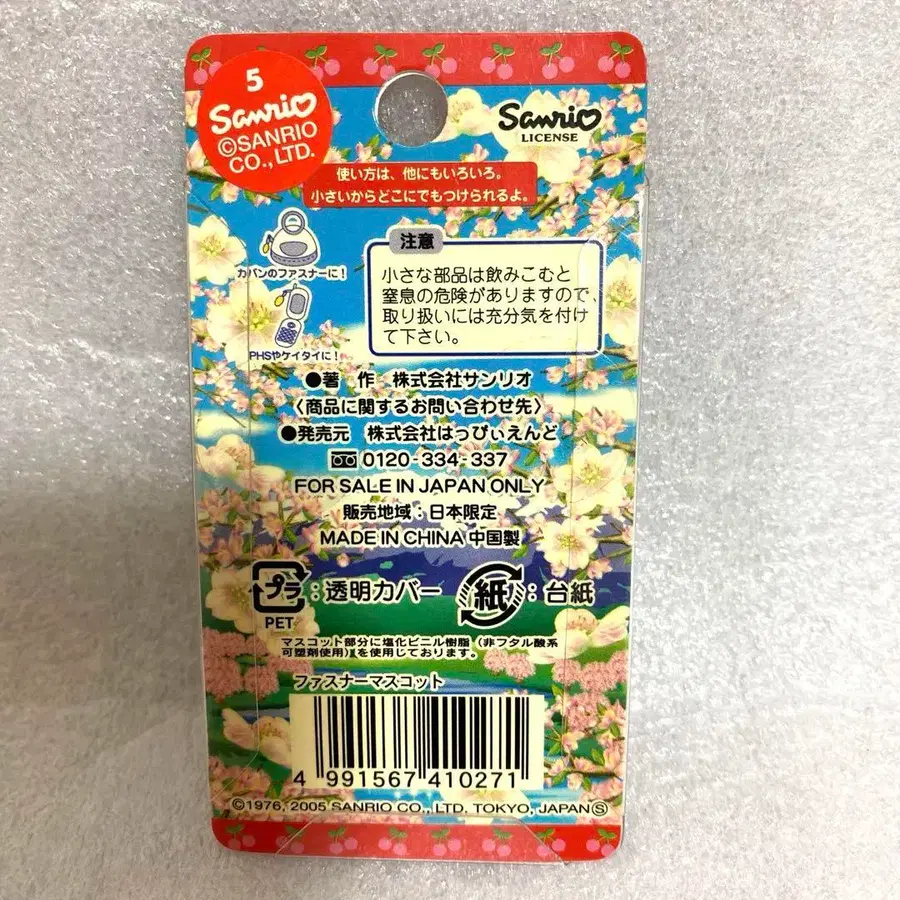 5
Sanrio
©SANRIO
CO., LTD.
Sanrio
LICENSE
使い方は、他にもいろいろ。
小さいからどこにでもつけられるよ。
カバンのファスナーに!
PHSやケイタイに!
注意
小さな部品は飲みこむと
窒息の危険がありますので、
取り扱いには充分気を付け
て下さい。
●著 作 株式会社サンリオ
〈商品に関するお問い合わせ先〉
●発売元 株式会社はっぴぃえんど
0120-334-337
FOR SALE IN JAPAN ONLY
販売地域:日本限定
MADE IN CHINA 中国製
プラ:透明カバー 紙:台紙
PET
マスコット部分に塩化ビニル樹脂(非フタル酸系
可塑剤使用)を使用しております。
ファスナーマスコット
4 991567 410271
©1976, 2005 SANRIO CO., LTD. TOKYO, JAPAN Ⓢ